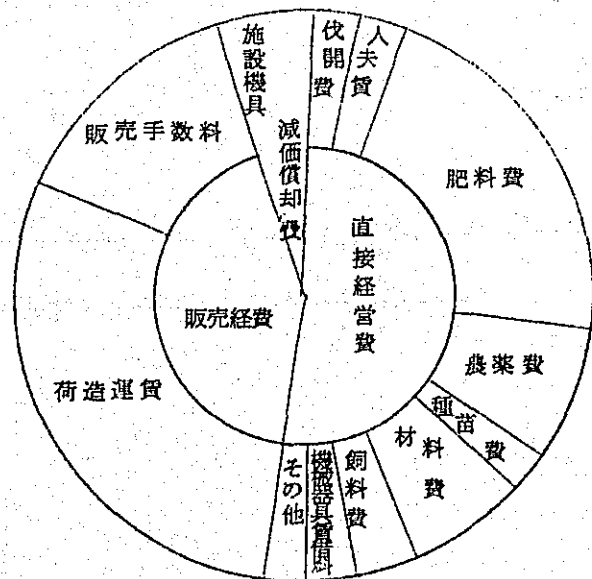 伐開費
人夫賃
肥料費
農薬費
種苗費
材料費
飼料費
その他
荷造運賃
販売手数料
施設機具
減価償却費
直接経営費
販売経費